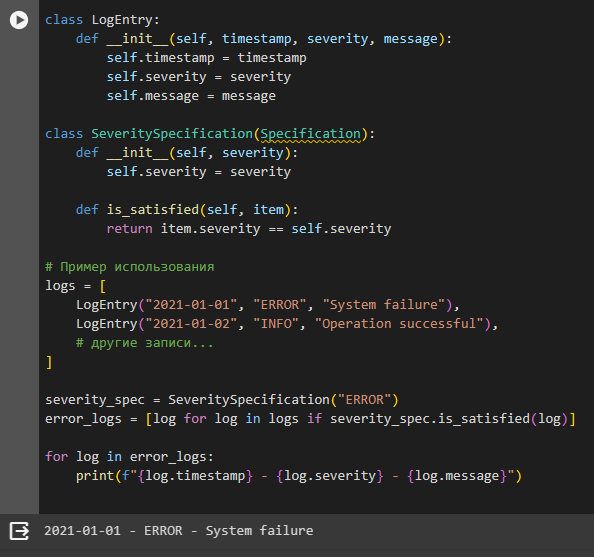 class LogEntry:
    def __init__(self, timestamp, severity, message):
        self.timestamp = timestamp
        self.severity = severity
        self.message = message

class SeveritySpecification(Specification):
    def __init__(self, severity):
        self.severity = severity

    def is_satisfied(self, item):
        return item.severity == self.severity

# Пример использования
logs = [
    LogEntry("2021-01-01", "ERROR", "System failure"),
    LogEntry("2021-01-02", "INFO", "Operation successful"),
    # другие записи...
]

severity_spec = SeveritySpecification("ERROR")
error_logs = [log for log in logs if severity_spec.is_satisfied(log)]

for log in error_logs:
    print(f"{log.timestamp} - {log.severity} - {log.message}")

2021-01-01 - ERROR - System failure